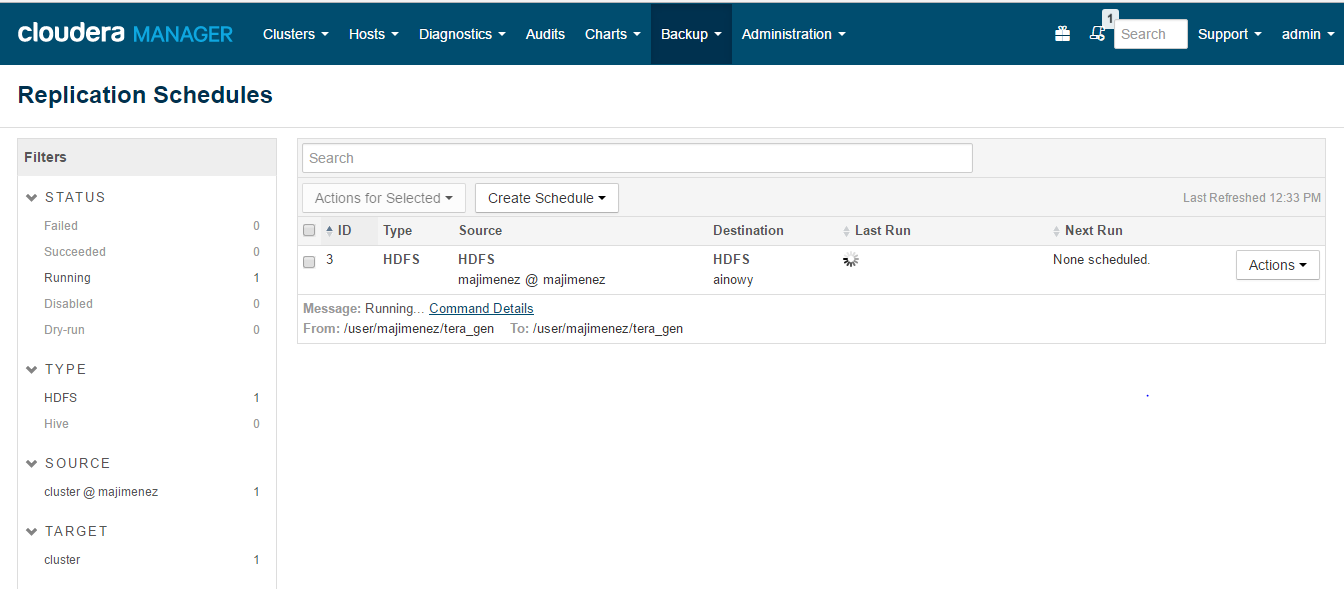 cloudera MANAGER Clusters Hosts Diagnostics Audits Charts Backup Administration 1 Search Support admin
Replication Schedules
Filters
STATUS
Failed 0
Succeeded 0
Running 1
Disabled 0
Dry-run 0
TYPE
HDFS 1
Hive 0
SOURCE
cluster @ majimenez 1
TARGET
cluster 1
Search
Actions for Selected Create Schedule Last Refreshed 12:33 PM
ID Type Source Destination Last Run Next Run
3 HDFS HDFS HDFS None scheduled. Actions
majimenez @ majimenez ainowy
Message: Running... Command Details
From: /user/majimenez/tera_gen To: /user/majimenez/tera_gen